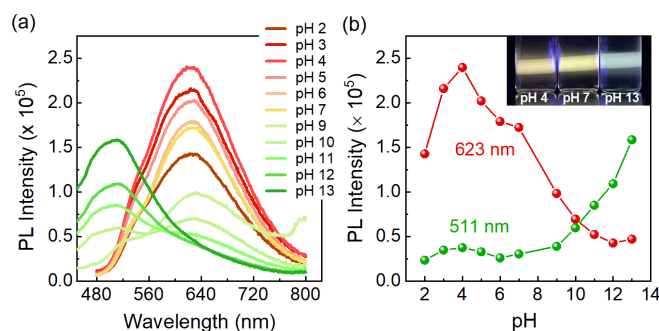 (a)
pH 2
pH 3
pH 4
pH 5
pH 6
pH 7
pH 9
pH 10
pH 11
pH 12
pH 13
PL Intensity (x 10⁵)
2.5
2.0
1.5
1.0
0.5
0.0
480 560 640 720 800
Wavelength (nm)
(b)
pH 4 pH 7 pH 13
623 nm
511 nm
PL Intensity (× 10⁵)
2.5
2.0
1.5
1.0
0.5
0.0
2 4 6 8 10 12 14
pH